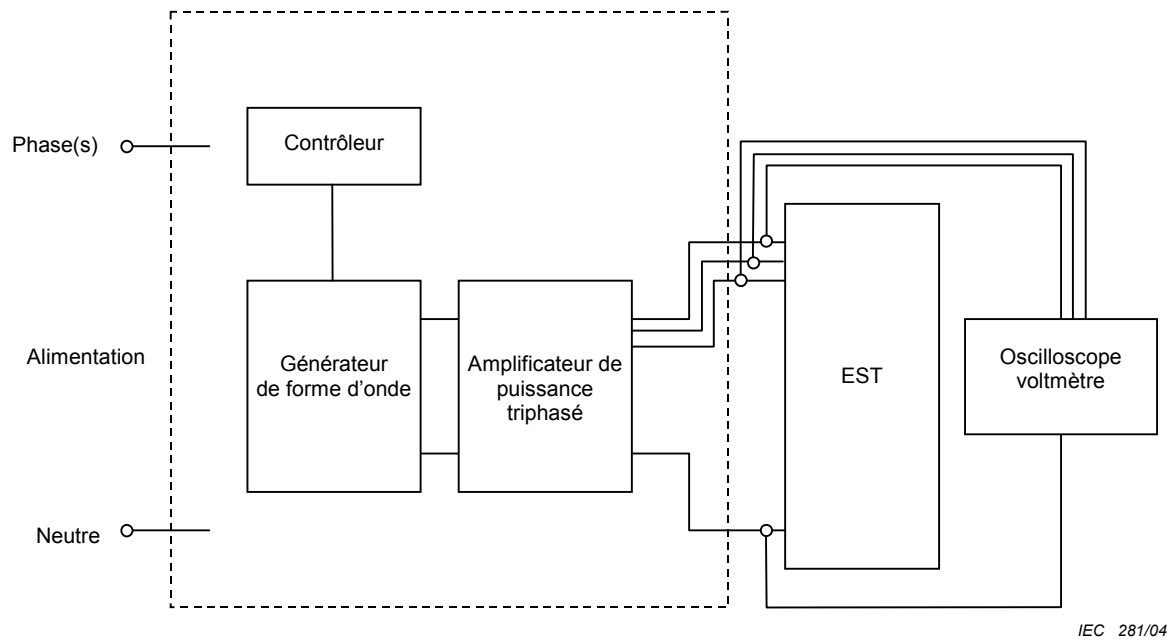 Contrôleur
Phase(s)
Alimentation
Générateur
de forme d'onde
Amplificateur de
puissance
triphasé
EST
Oscilloscope
voltmètre
Neutre
IEC 281/04